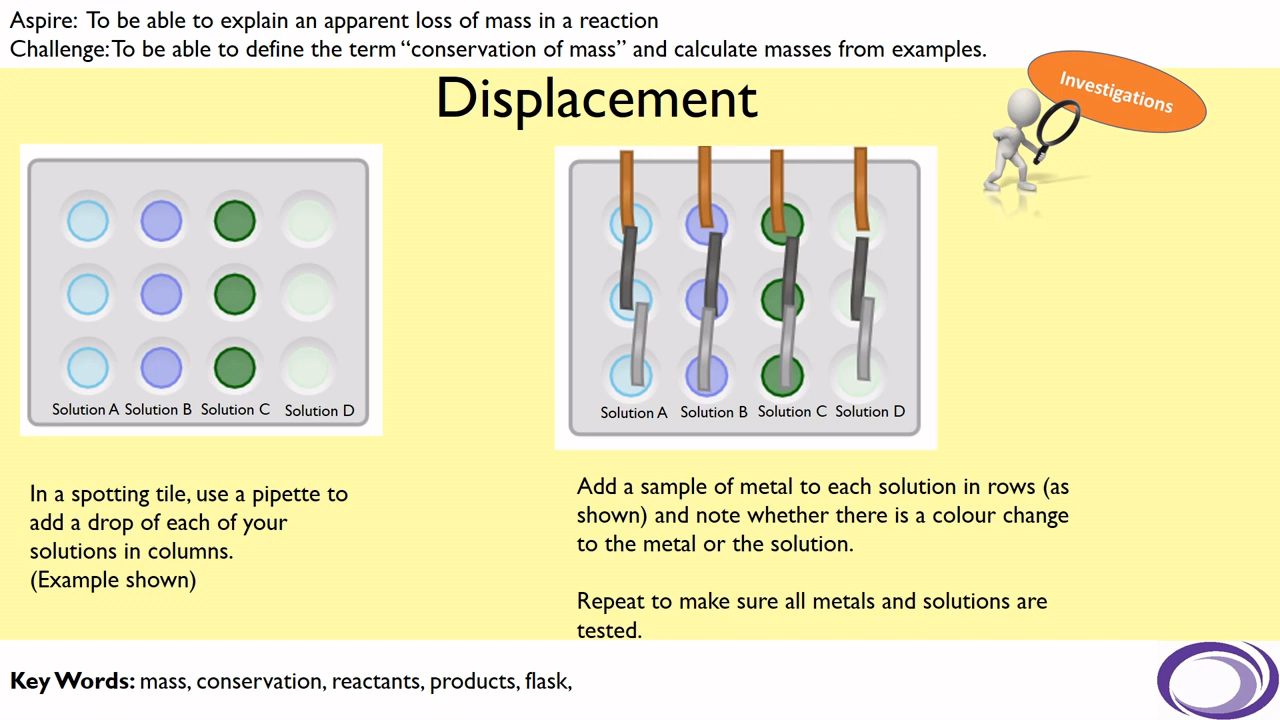 Aspire: To be able to explain an apparent loss of mass in a reaction
Challenge: To be able to define the term “conservation of mass” and calculate masses from examples.
Investigations
Displacement
Solution A Solution B Solution C Solution D
Solution A Solution B Solution C Solution D
In a spotting tile, use a pipette to
add a drop of each of your
solutions in columns.
(Example shown)
Add a sample of metal to each solution in rows (as
shown) and note whether there is a colour change
to the metal or the solution.
Repeat to make sure all metals and solutions are
tested.
Key Words: mass, conservation, reactants, products, flask,